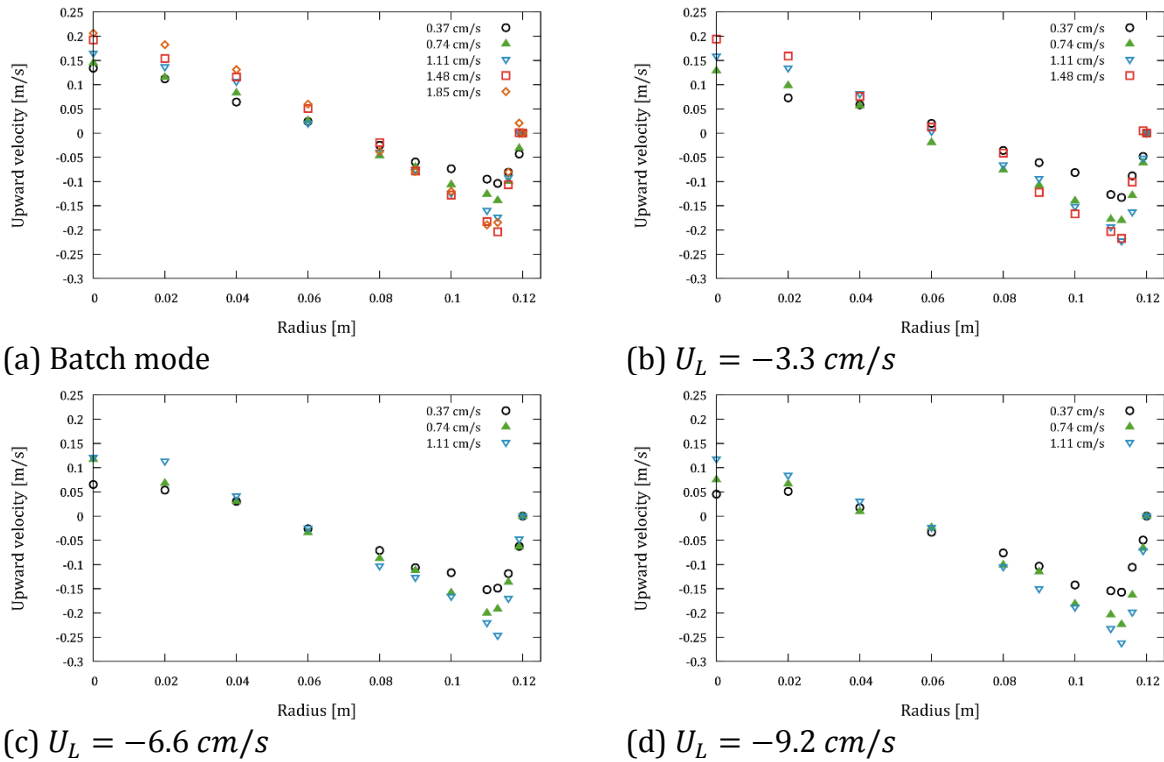 0.25
0.2
0.15
0.1
0.05
0
-0.05
-0.1
-0.15
-0.2
-0.25
-0.3
Upward velocity [m/s]
0 0.02 0.04 0.06 0.08 0.1 0.12
Radius [m]
0.37 cm/s
0.74 cm/s
1.11 cm/s
1.48 cm/s
1.85 cm/s
(a) Batch mode
0.25
0.2
0.15
0.1
0.05
0
-0.05
-0.1
-0.15
-0.2
-0.25
-0.3
Upward velocity [m/s]
0 0.02 0.04 0.06 0.08 0.1 0.12
Radius [m]
0.37 cm/s
0.74 cm/s
1.11 cm/s
1.48 cm/s
(b) U_L = −3.3 cm/s
0.25
0.2
0.15
0.1
0.05
0
-0.05
-0.1
-0.15
-0.2
-0.25
-0.3
Upward velocity [m/s]
0 0.02 0.04 0.06 0.08 0.1 0.12
Radius [m]
0.37 cm/s
0.74 cm/s
1.11 cm/s
(c) U_L = −6.6 cm/s
0.25
0.2
0.15
0.1
0.05
0
-0.05
-0.1
-0.15
-0.2
-0.25
-0.3
Upward velocity [m/s]
0 0.02 0.04 0.06 0.08 0.1 0.12
Radius [m]
0.37 cm/s
0.74 cm/s
1.11 cm/s
(d) U_L = −9.2 cm/s